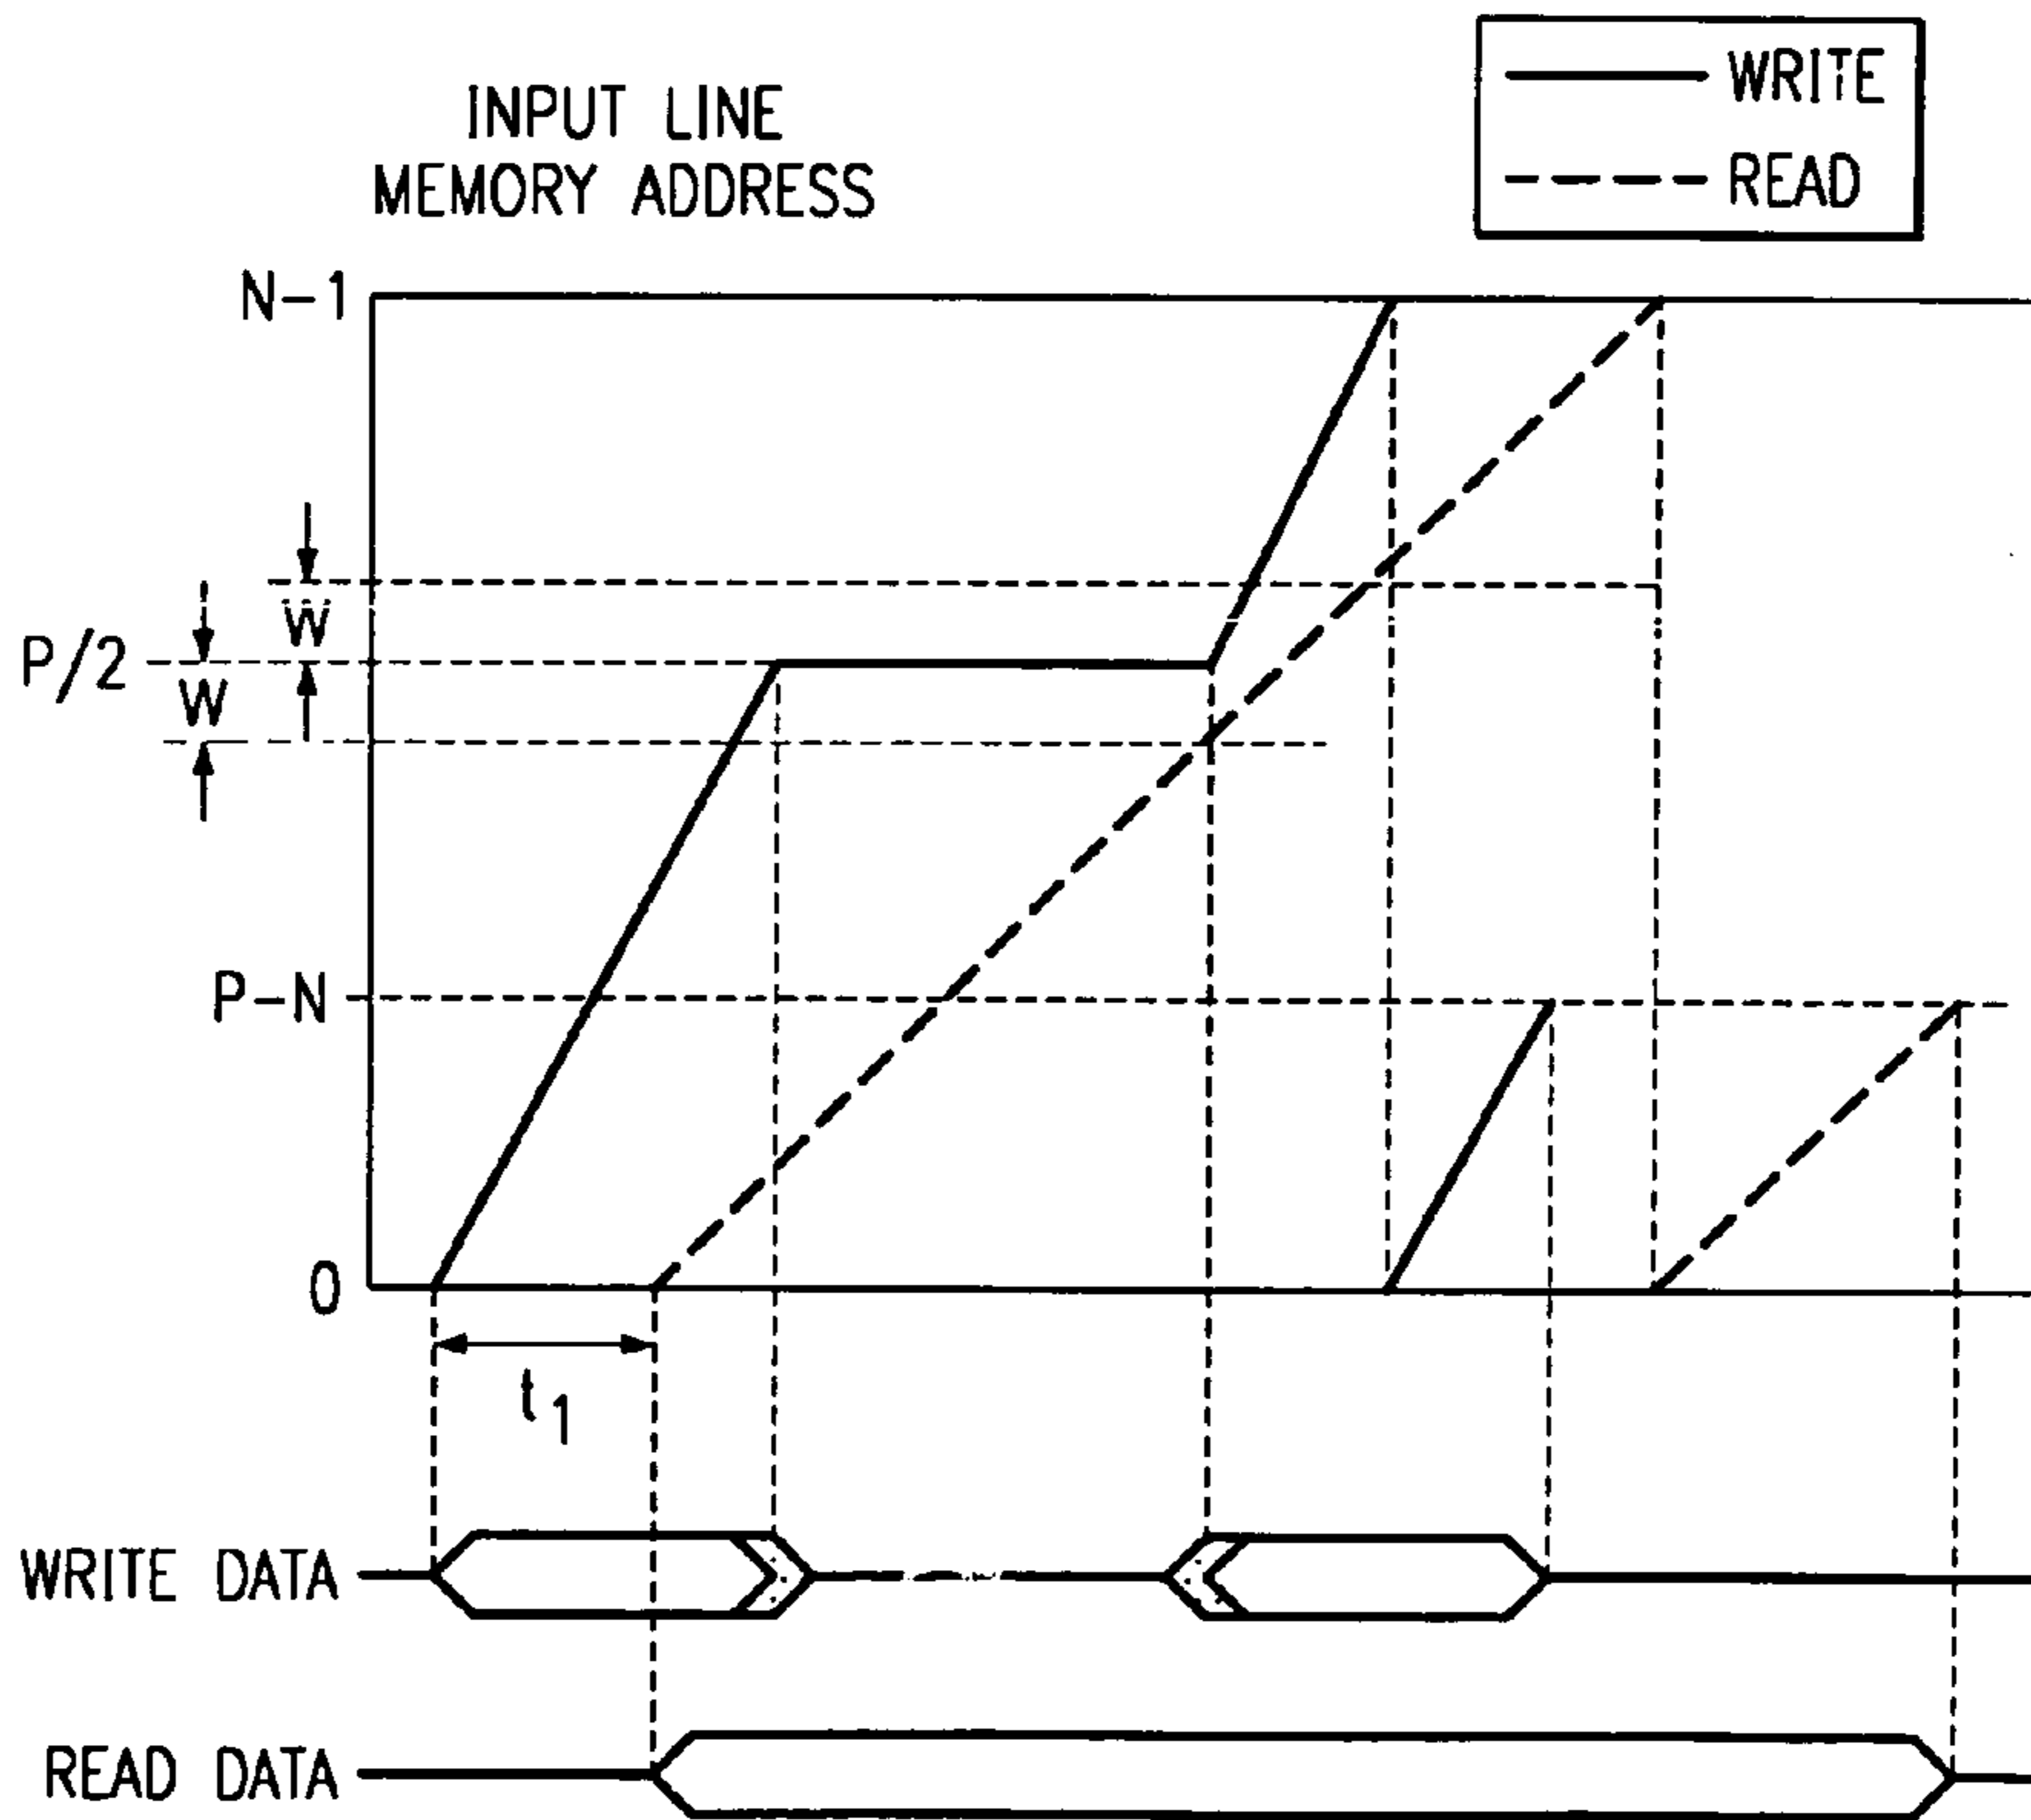 WRITE
INPUT LINE
MEMORY ADDRESS
READ
N-1
W
P/2
W
P-N
0
t1
WRITE DATA
READ DATA